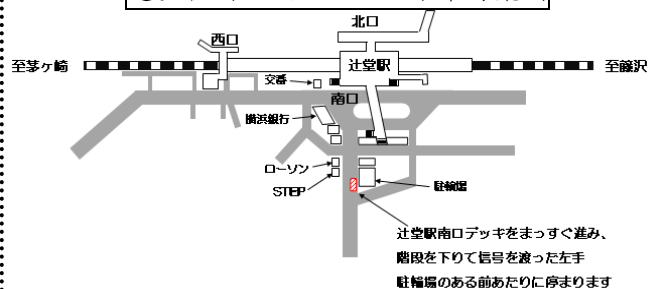 北口
西口
辻堂駅
至茅ヶ崎
至藤沢
交番
南口
横浜銀行
ローソン
STEP
駐輪場
辻堂駅南口デッキをまっすぐ進み、
階段を下りて信号を渡った左手
駐輪場のある前あたりに停まります